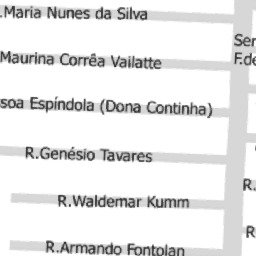 .Maria Nunes da Silva
Ser
Maurina Corrêa Vailatte
F.de
soa Espíndola (Dona Continha)
R.Genésio Tavares
R.
R.Waldemar Kumm
R
R.Armando Fontolan